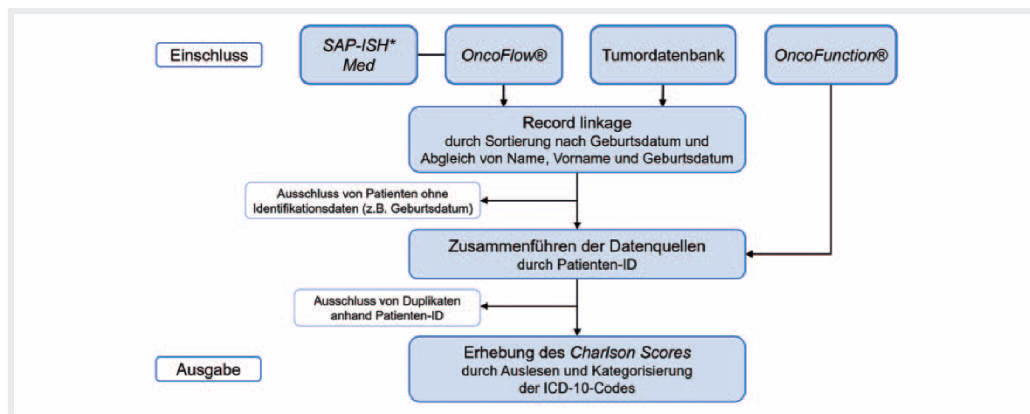 Einschluss
SAP-ISH*
Med
OncoFlow®
Tumordatenbank
OncoFunction®
Record linkage
durch Sortierung nach Geburtsdatum und
Abgleich von Name, Vorname und Geburtsdatum
Ausschluss von Patienten ohne
Identifikationsdaten (z.B. Geburtsdatum)
Zusammenführen der Datenquellen
durch Patienten-ID
Ausschluss von Duplikaten
anhand Patienten-ID
Ausgabe
Erhebung des Charlson Scores
durch Auslesen und Kategorisierung
der ICD-10-Codes